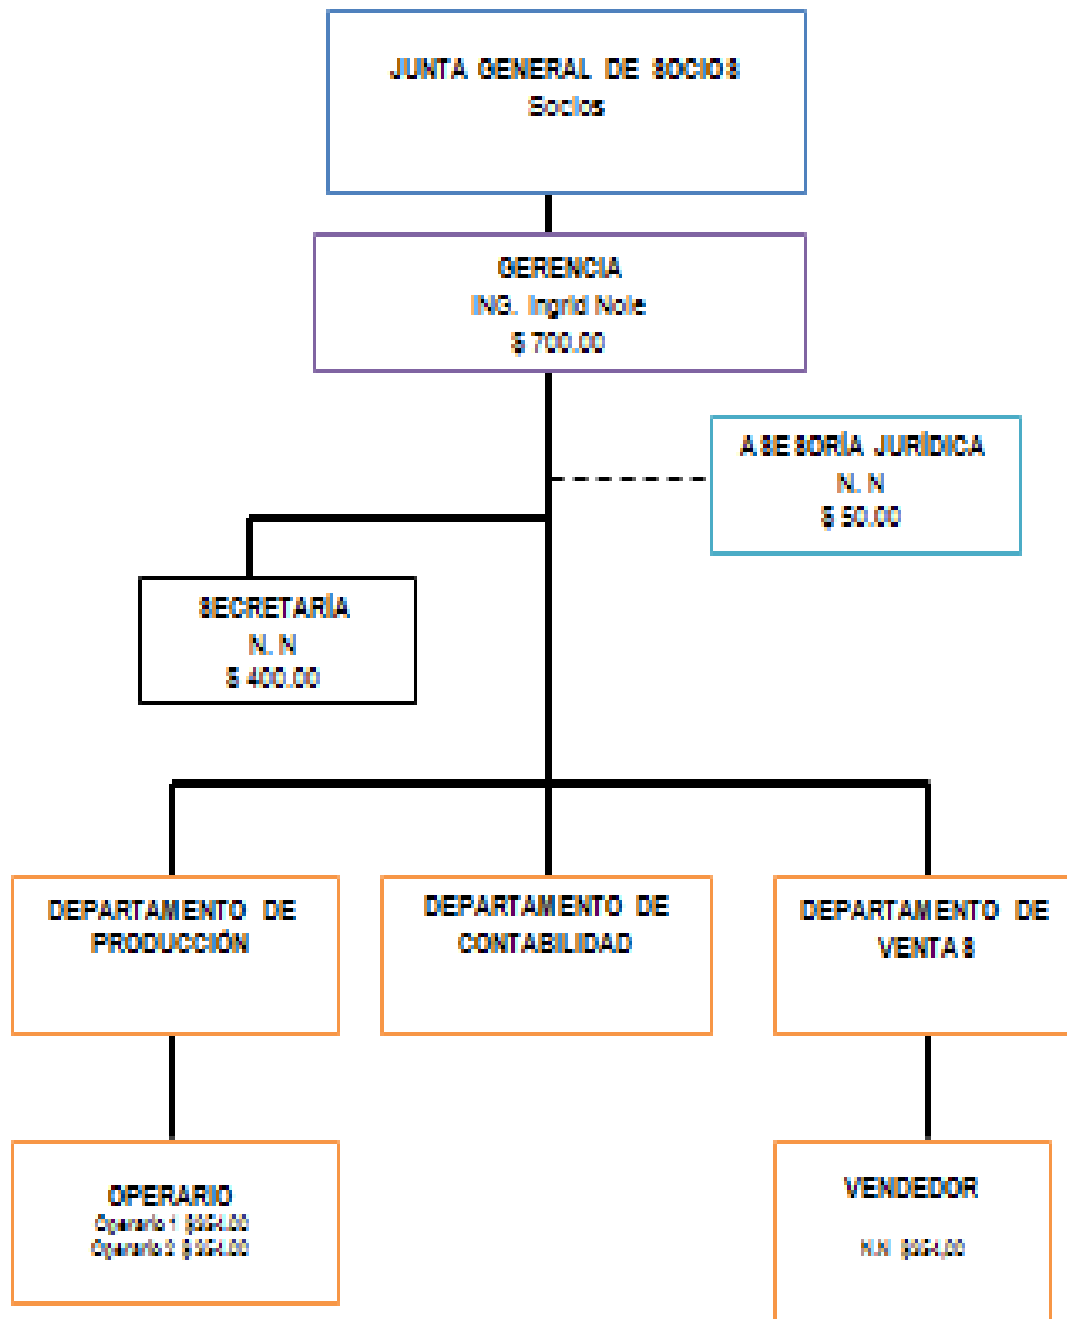 JUNTA GENERAL DE SOCIOS
Socios
GERENCIA
ING. Ingrid Nole
$ 700.00
ASESORÍA JURÍDICA
N. N
$ 50.00
SECRETARÍA
N. N
$ 400.00
DEPARTAMENTO DE
PRODUCCIÓN
DEPARTAMENTO DE
CONTABILIDAD
DEPARTAMENTO DE
VENTAS
OPERARIO
Operario 1
Operario 2
VENDEDOR
N.N